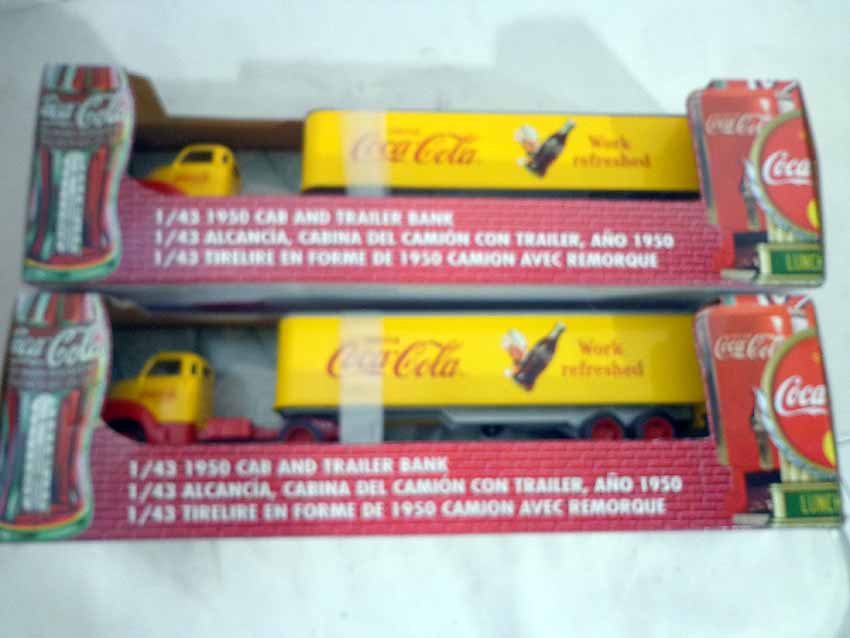 Coca-Cola
Coca-Cola
Work
refreshed
Coca-Cola
Coca
1/43 1950 CAB AND TRAILER BANK
1/43 ALCANCÍA, CABINA DEL CAMIÓN CON TRAILER, AÑO 1950
1/43 TIRELIRE EN FORME DE 1950 CAMION AVEC REMORQUE
LUNCH
Coca-Cola
Coca-Cola
Work
refreshed
Coca-Cola
Coca
1/43 1950 CAB AND TRAILER BANK
1/43 ALCANCÍA, CABINA DEL CAMIÓN CON TRAILER, AÑO 1950
1/43 TIRELIRE EN FORME DE 1950 CAMION AVEC REMORQUE
LUNC